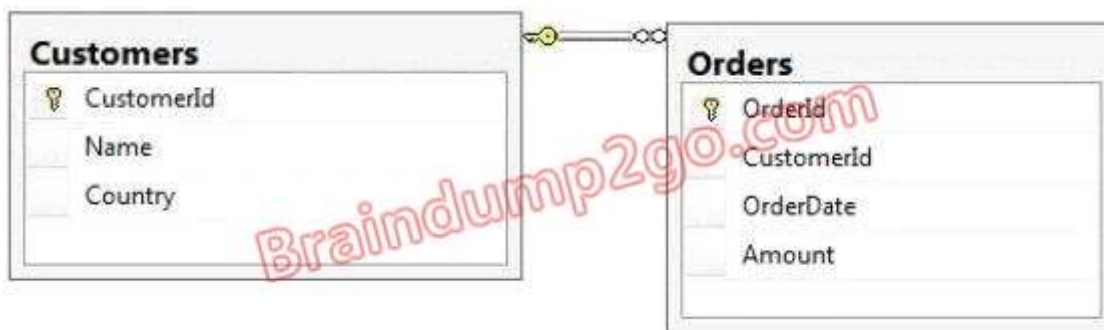 Customers
CustomerId
Name
Country
Orders
OrderId
CustomerId
OrderDate
Amount
Braindump2go.com